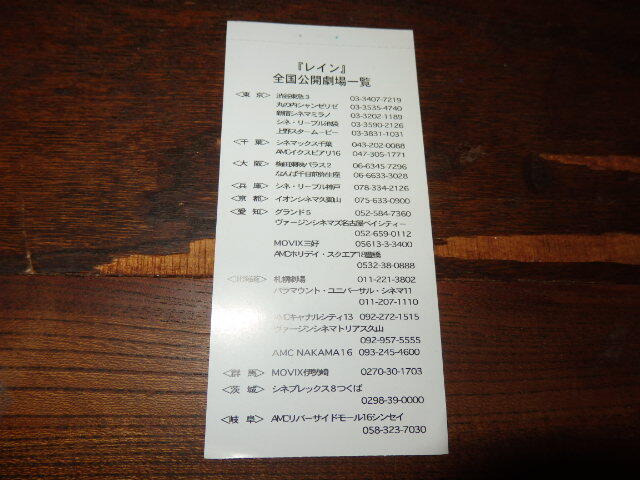 『レイン』
全国公開劇場一覧
<東 京> 渋谷東急3 03-3407-7219
丸の内シャンゼリゼ 03-3535-4740
新宿シネマミラノ 03-3202-1189
シネ・リーブル池袋 03-3590-2126
上野スタームービー 03-3831-1031
<千 葉> シネマックス千葉 043-202-0088
AMCイクスピアリ16 047-305-1771
<大 阪> 梅田東映パラス2 06-6345-7296
なんば千日前弥生座 06-6633-3028
<兵 庫> シネ・リーブル神戸 078-334-2126
<京 都> イオンシネマ久御山 075-633-0900
<愛 知> グランド5 052-584-7360
ヴァージンシネマズ名古屋ベイシティー
052-659-0112
MOVIX三好 05613-3-3400
AMCホリデイ・スクエア18豊橋
0532-38-0888
<北海道> 札幌劇場 011-221-3802
パラマウント・ユニバーサル・シネマ11
011-207-1110
AMCキャナルシティ13 092-272-1515
ヴァージンシネマトリアス久山
092-957-5555
AMC NAKAMA16 093-245-4600
<群 馬> MOVIX伊勢崎 0270-30-1703
<茨 城> シネプレックス8つくば
0298-39-0000
<岐 阜> AMCリバーサイドモール16シンセイ
058-323-7030